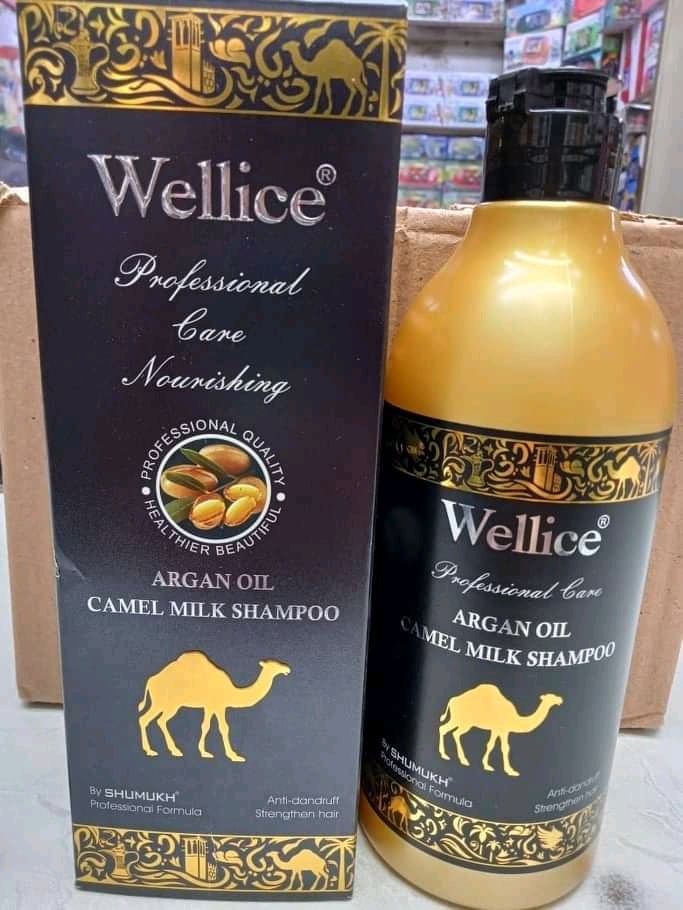 Wellice®
Professional
Care
Nourishing
PROFESSIONAL QUALITY
HEALTHIER BEAUTIFUL
ARGAN OIL
CAMEL MILK SHAMPOO
By SHUMUKH®
Professional Formula
Anti-dandruff
Strengthen hair
Wellice®
Professional Care
ARGAN OIL
CAMEL MILK SHAMPOO
By SHUMUKH®
Professional Formula
Anti-dandruff
Strengthen hair